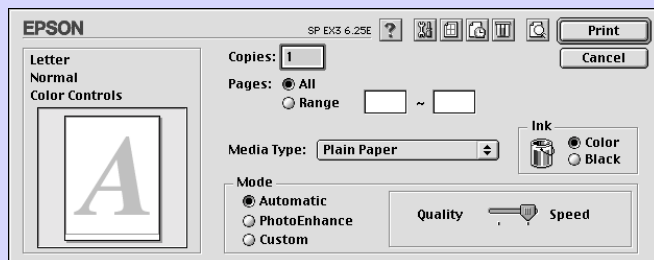 EPSON
SP EX3 6.25E ? Print
Cancel
Letter
Normal
Color Controls
A
Copies: 1
Pages: All
Range ~
Media Type: Plain Paper
Ink
Color
Black
Mode
Automatic
PhotoEnhance
Custom
Quality Speed